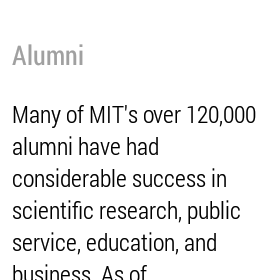 Alumni
Many of MIT's over 120,000
alumni have had
considerable success in
scientific research, public
service, education, and
business. As of